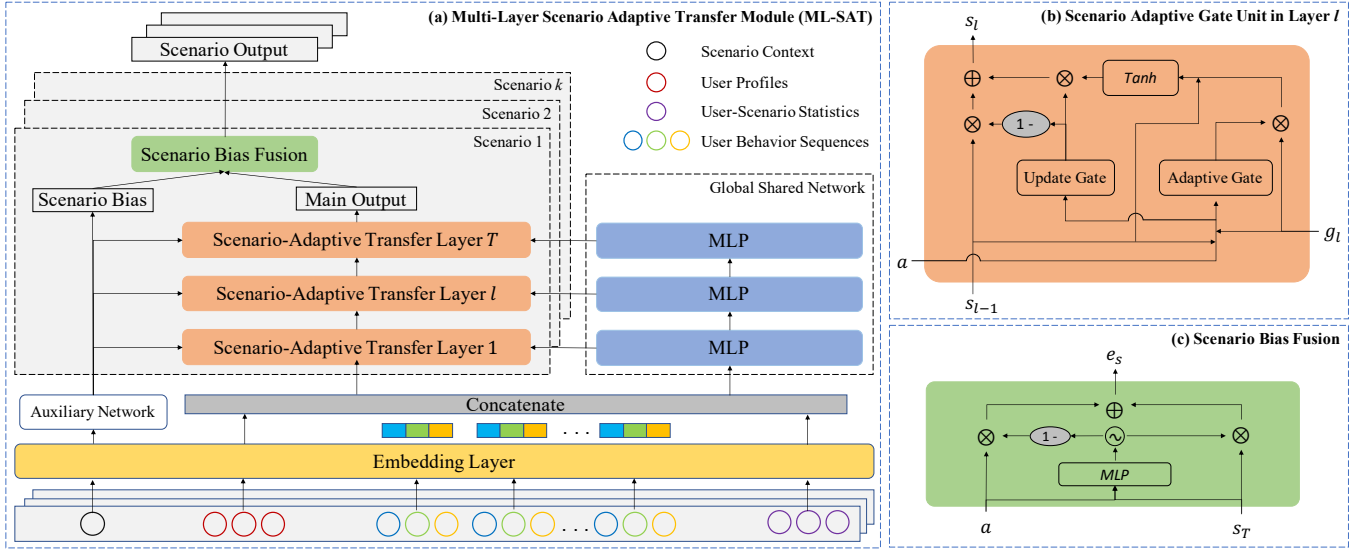 (a) Multi-Layer Scenario Adaptive Transfer Module (ML-SAT)
Scenario Output
Scenario Context
User Profiles
User-Scenario Statistics
User Behavior Sequences
Scenario k
Scenario 2
Scenario 1
Scenario Bias Fusion
Scenario Bias
Main Output
Global Shared Network
Scenario-Adaptive Transfer Layer T
MLP
Scenario-Adaptive Transfer Layer l
MLP
Scenario-Adaptive Transfer Layer 1
MLP
Auxiliary Network
Concatenate
. . .
Embedding Layer
. . .
(b) Scenario Adaptive Gate Unit in Layer l
s_l
Tanh
1 -
Update Gate
Adaptive Gate
g_l
a
s_{l-1}
(c) Scenario Bias Fusion
e_s
1 -
MLP
a
s_T